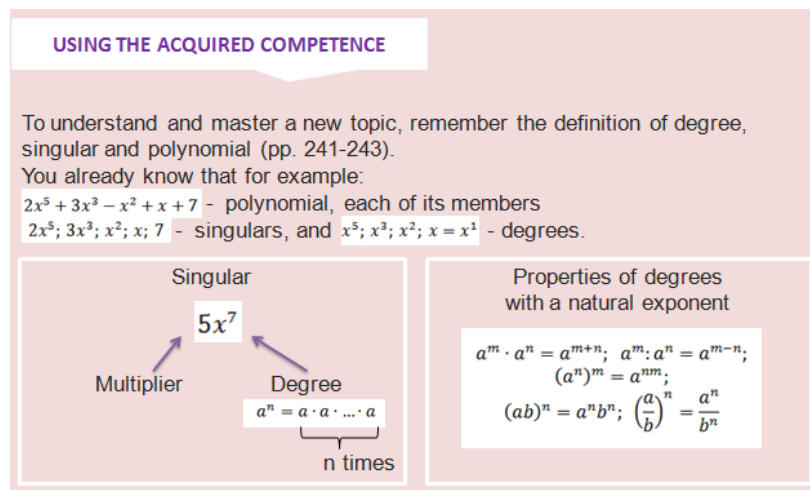 USING THE ACQUIRED COMPETENCE
To understand and master a new topic, remember the definition of degree,
singular and polynomial (pp. 241-243).
You already know that for example:
2x⁵ + 3x³ − x² + x + 7 - polynomial, each of its members
2x⁵; 3x³; x²; x; 7 - singulars, and x⁵; x³; x²; x = x¹ - degrees.
Singular
5x⁷
Multiplier
Degree
aⁿ = a · a · ... · a
n times
Properties of degrees
with a natural exponent
aᵐ · aⁿ = aᵐ⁺ⁿ; aᵐ: aⁿ = aᵐ⁻ⁿ;
(aⁿ)ᵐ = aⁿᵐ;
(ab)ⁿ = aⁿbⁿ; (a/b)ⁿ = aⁿ/bⁿ